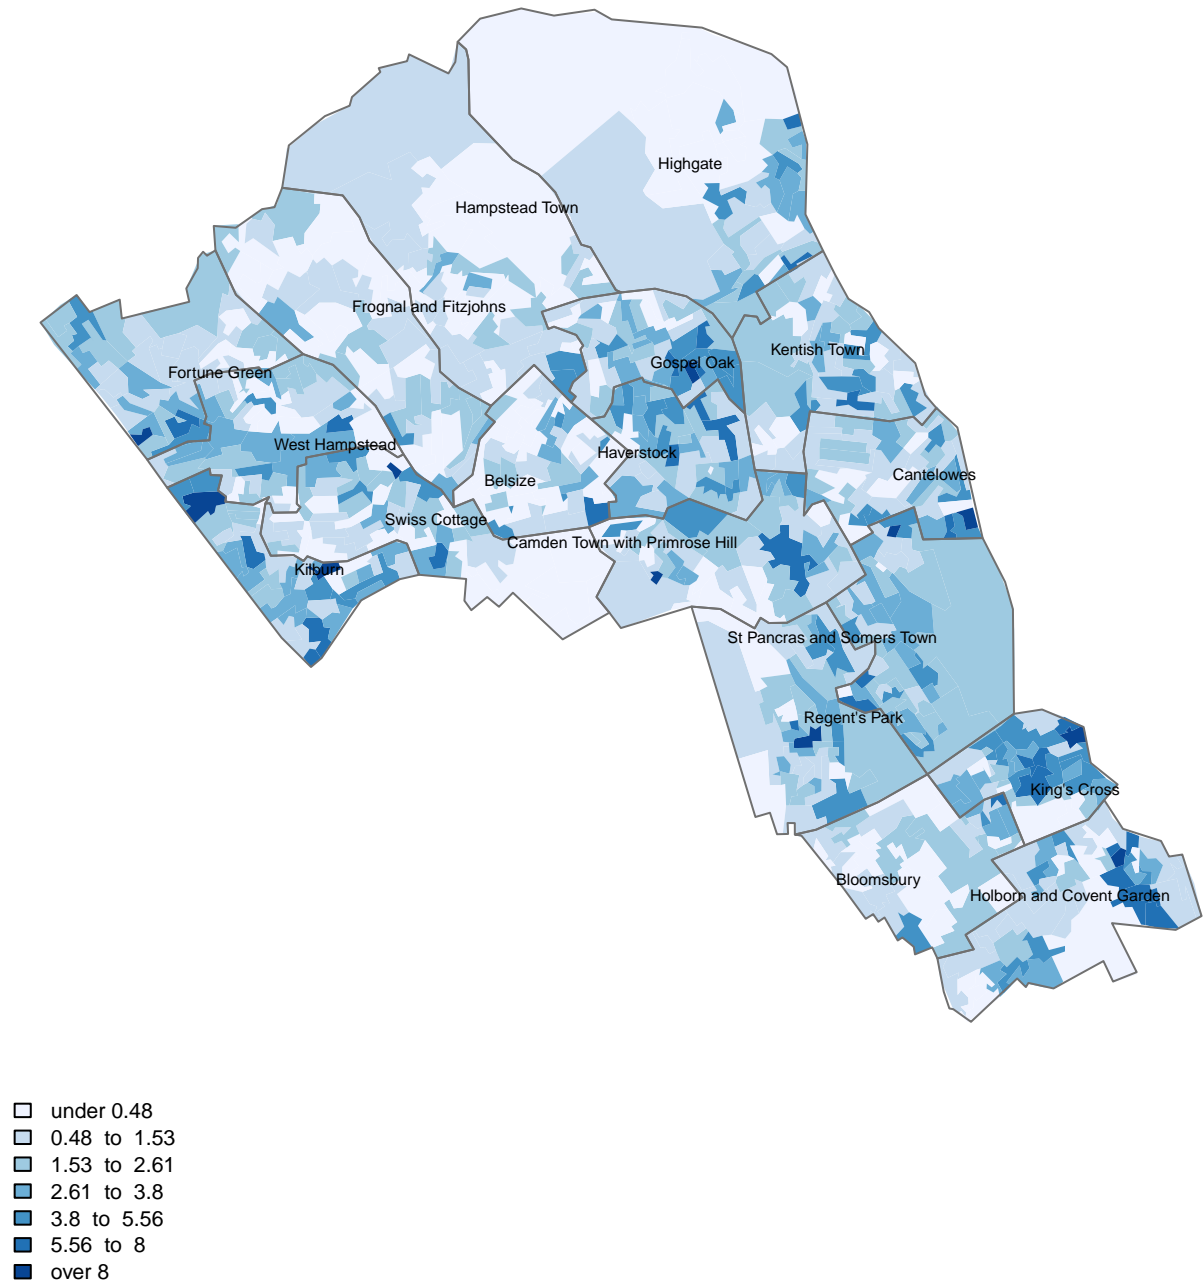 Highgate
Hampstead Town
Frognal and Fitzjohns
Kentish Town
Gospel Oak
Fortune Green
West Hampstead
Haverstock
Cantelowes
Belsize
Swiss Cottage
Camden Town with Primrose Hill
Kilburn
St Pancras and Somers Town
Regent's Park
King's Cross
Bloomsbury
Holborn and Covent Garden
under 0.48
0.48 to 1.53
1.53 to 2.61
2.61 to 3.8
3.8 to 5.56
5.56 to 8
over 8